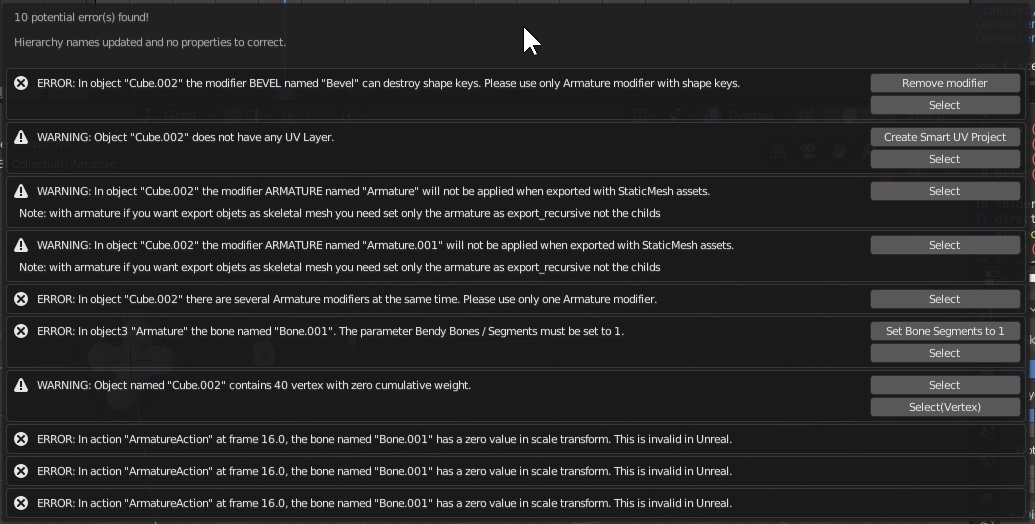 10 potential error(s) found!
Hierarchy names updated and no properties to correct.
ERROR: In object "Cube.002" the modifier BEVEL named "Bevel" can destroy shape keys. Please use only Armature modifier with shape keys.
Remove modifier
Select
WARNING: Object "Cube.002" does not have any UV Layer.
Create Smart UV Project
Select
WARNING: In object "Cube.002" the modifier ARMATURE named "Armature" will not be applied when exported with StaticMesh assets.
Select
Note: with armature if you want export objets as skeletal mesh you need set only the armature as export_recursive not the childs
WARNING: In object "Cube.002" the modifier ARMATURE named "Armature.001" will not be applied when exported with StaticMesh assets.
Select
Note: with armature if you want export objets as skeletal mesh you need set only the armature as export_recursive not the childs
ERROR: In object "Cube.002" there are several Armature modifiers at the same time. Please use only one Armature modifier.
Select
ERROR: In object3 "Armature" the bone named "Bone.001". The parameter Bendy Bones / Segments must be set to 1.
Set Bone Segments to 1
Select
WARNING: Object named "Cube.002" contains 40 vertex with zero cumulative weight.
Select
Select(Vertex)
ERROR: In action "ArmatureAction" at frame 16.0, the bone named "Bone.001" has a zero value in scale transform. This is invalid in Unreal.
ERROR: In action "ArmatureAction" at frame 16.0, the bone named "Bone.001" has a zero value in scale transform. This is invalid in Unreal.
ERROR: In action "ArmatureAction" at frame 16.0, the bone named "Bone.001" has a zero value in scale transform. This is invalid in Unreal.